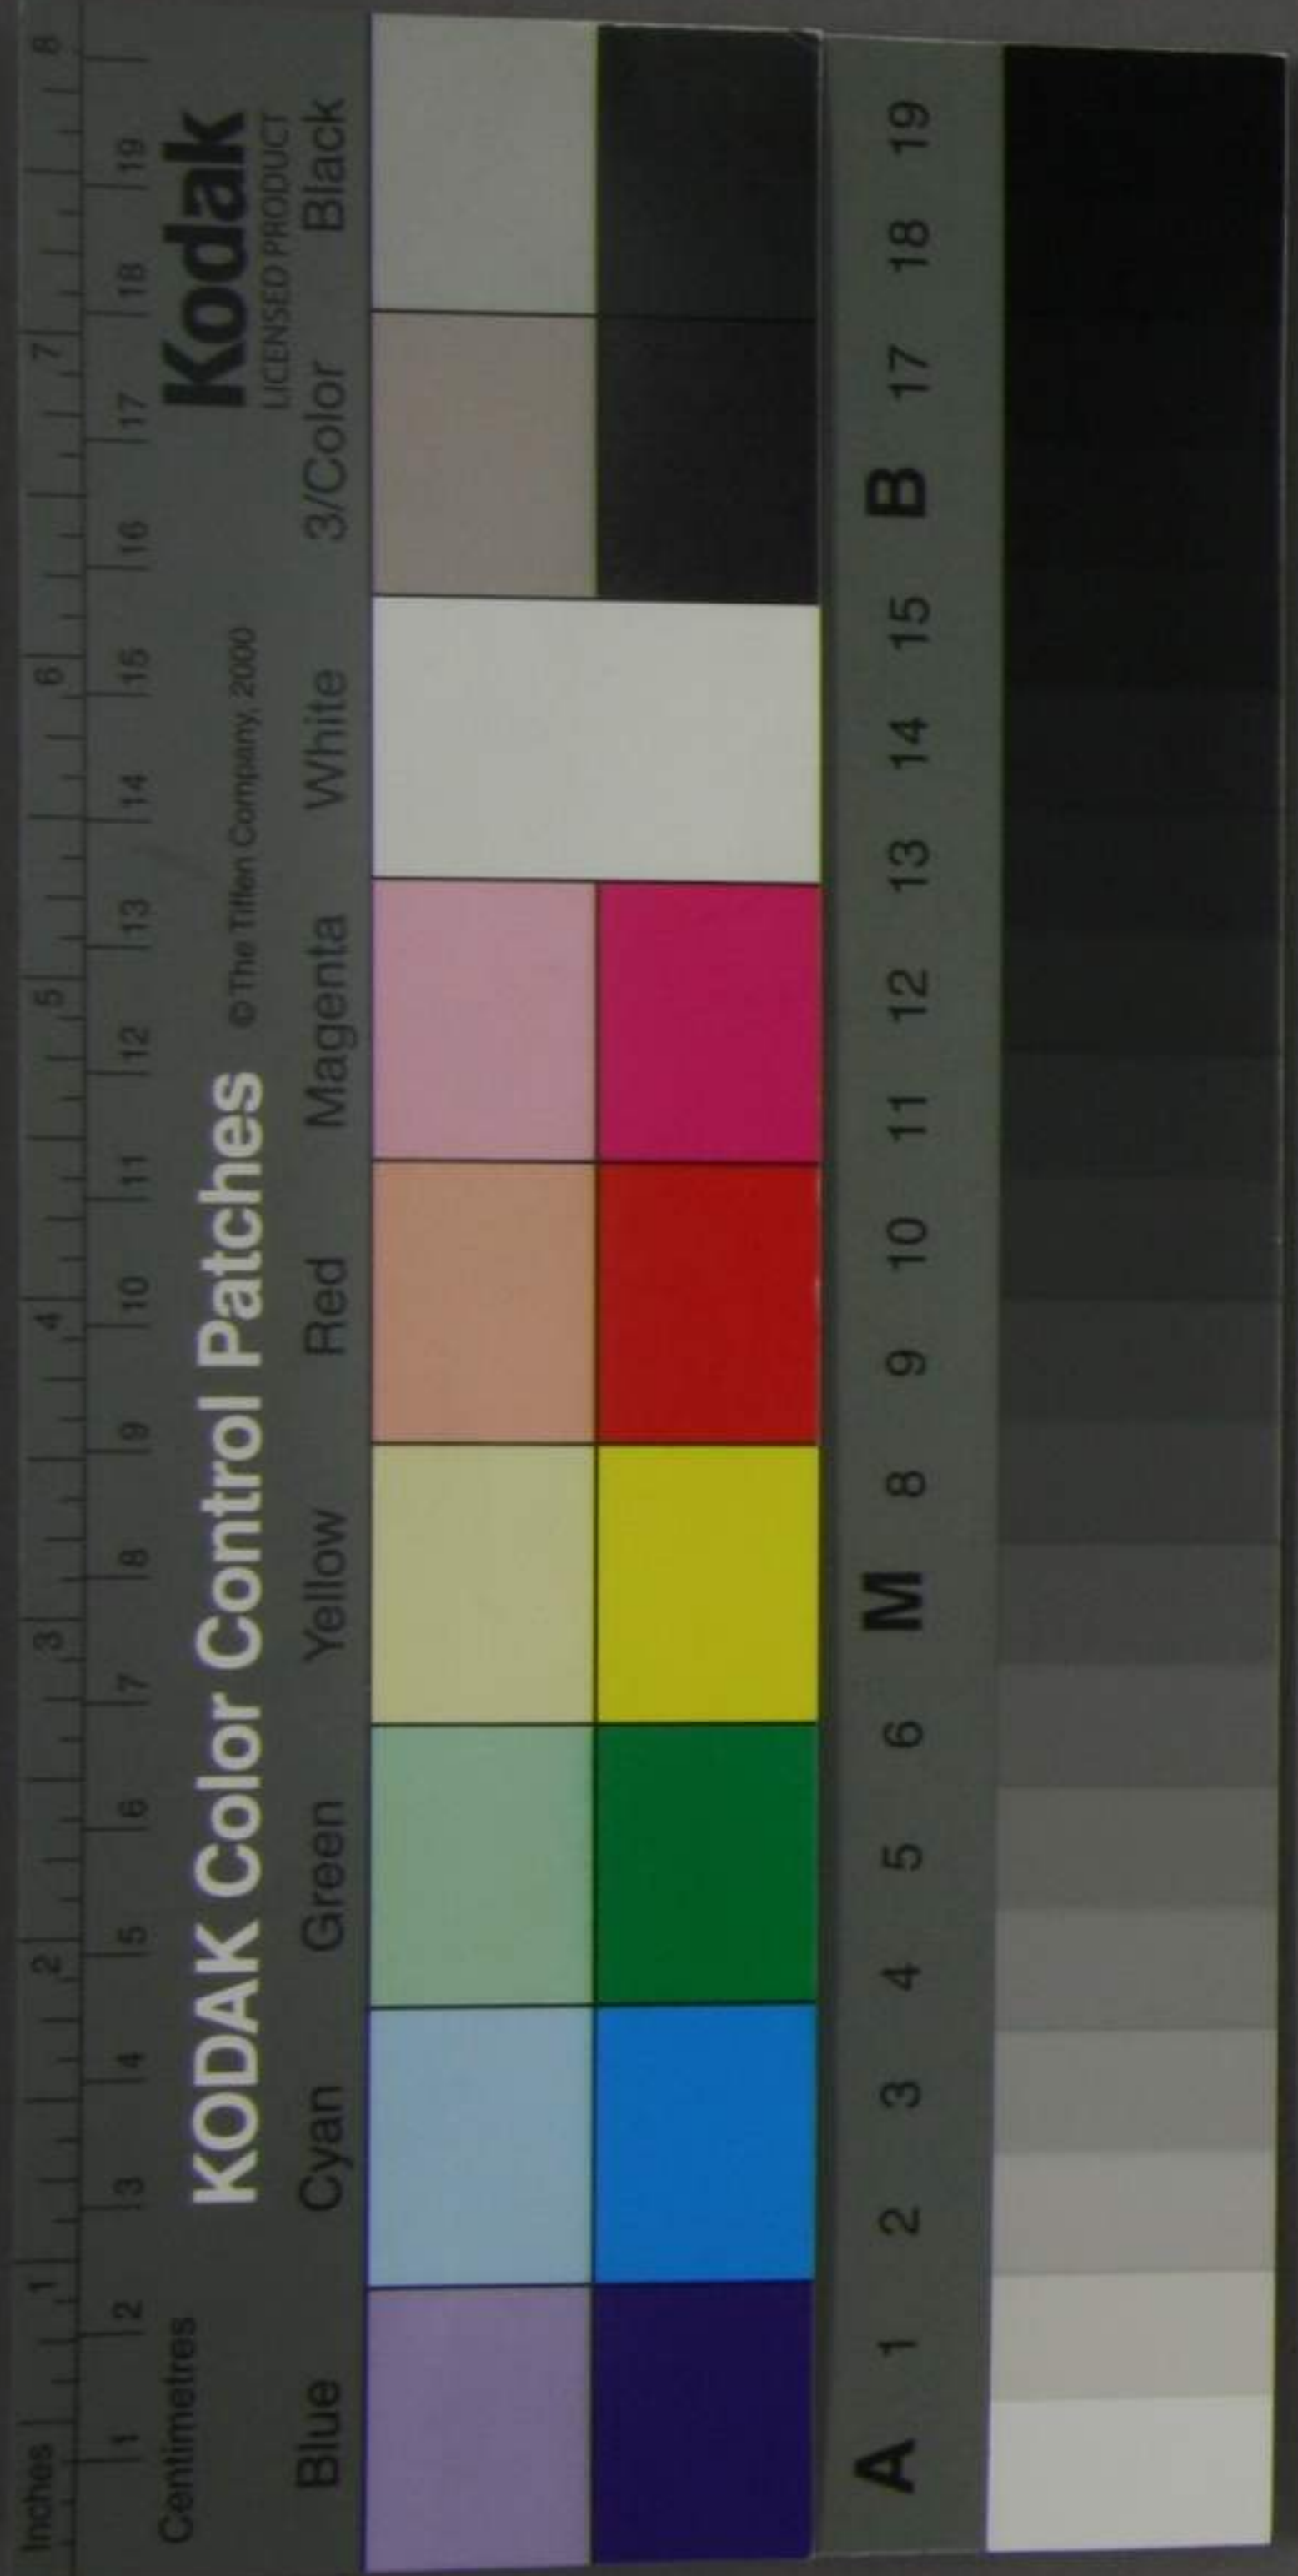 Inches 1 2 3 4 5 6 7 8
Centimetres 1 2 3 4 5 6 7 8 9 10 11 12 13 14 15 16 17 18 19
KODAK Color Control Patches © The Tiffen Company, 2000 Kodak
LICENSED PRODUCT
Blue Cyan Green Yellow Red Magenta White 3/Color Black
A 1 2 3 4 5 6 M 8 9 10 11 12 13 14 15 B 17 18 19